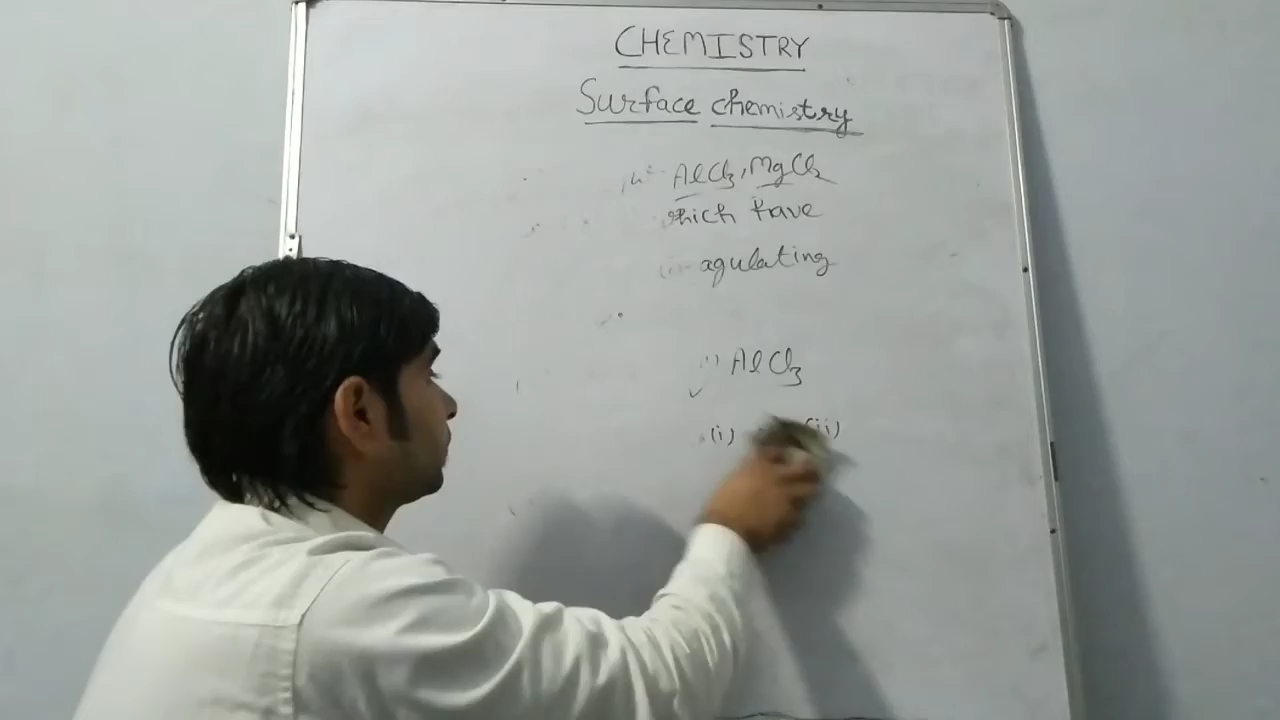 CHEMISTRY
Surface chemistry
AlCl3, MgCl2
which have
agulating
AlCl3
(i) (ii)